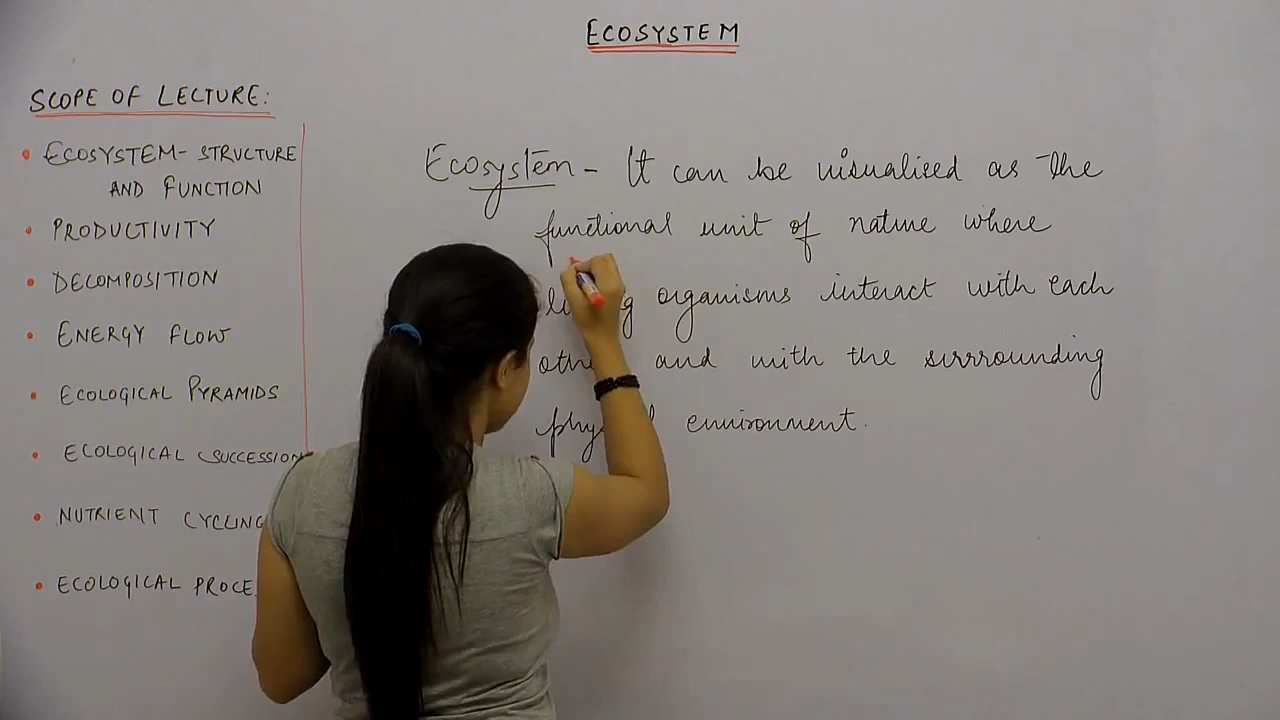 ECOSYSTEM
SCOPE OF LECTURE:
• ECOSYSTEM - STRUCTURE
AND FUNCTION
• PRODUCTIVITY
• DECOMPOSITION
• ENERGY FLOW
• ECOLOGICAL PYRAMIDS
• ECOLOGICAL SUCCESSION
• NUTRIENT CYCLING
• ECOLOGICAL
Ecosystem - It can be visualised as the
functional unit of nature where
organisms interact with each
and with the surrounding
environment.